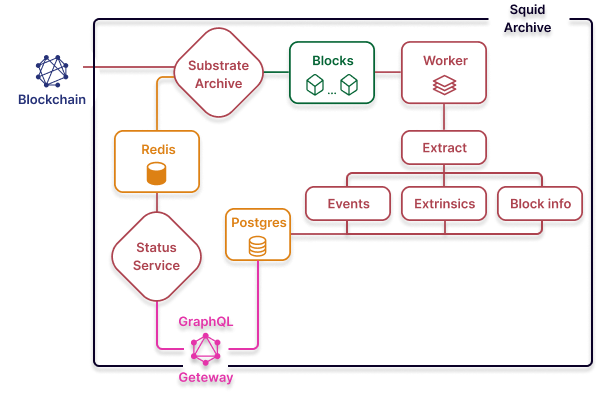 Squid
Archive
Blockchain
Substrate
Archive
Blocks
...
Worker
Extract
Redis
Events
Extrinsics
Block info
Postgres
Status
Service
GraphQL
Geteway